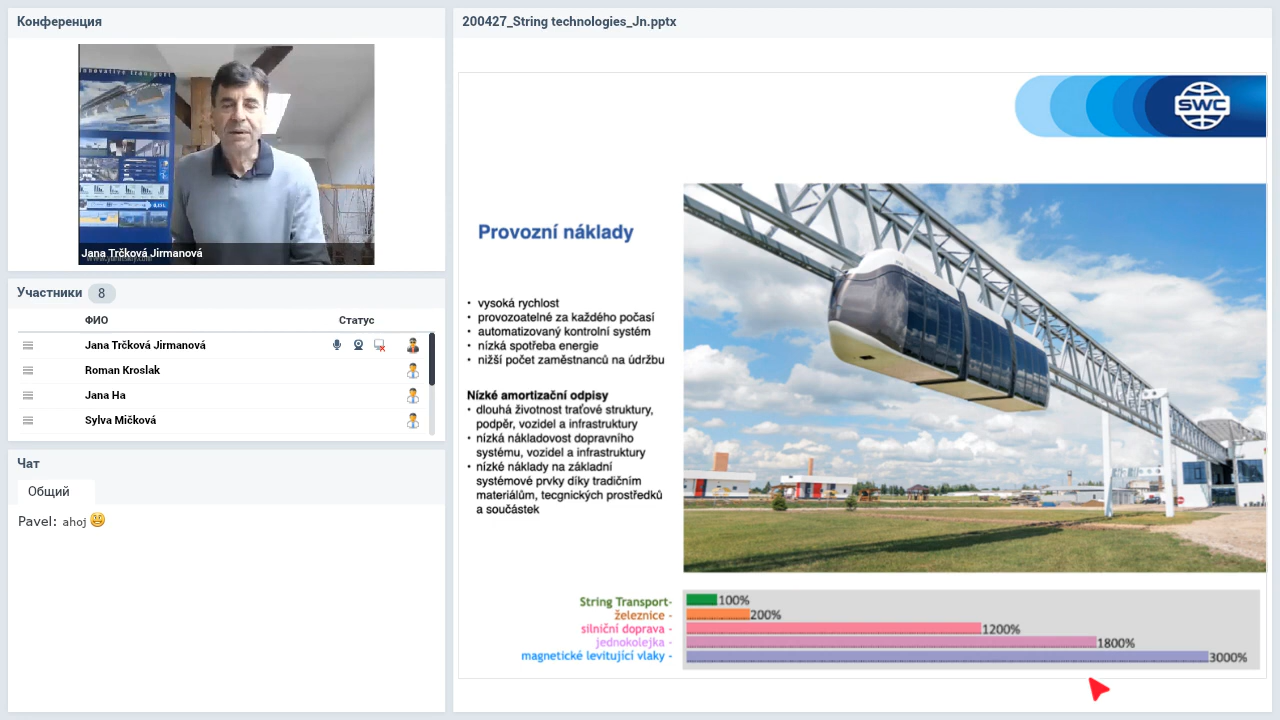 Конференция
innovative transport
Jana Trčková Jirmanová
Участники 8
ФИО Статус
Jana Trčková Jirmanová
Roman Kroslak
Jana Ha
Sylva Mičková
Чат
Общий
Pavel: ahoj
200427_String technologies_Jn.pptx
SWC
Provozní náklady
• vysoká rychlost
• provozoatelné za každého počasí
• automatizovaný kontrolní systém
• nízká spotřeba energie
• nižší počet zaměstnanců na údržbu
Nízké amortizační odpisy
• dlouhá životnost traťové struktury,
podpěr, vozidel a infrastruktury
• nízká nákladovost dopravního
systému, vozidel a infrastruktury
• nízké náklady na základní
systémové prvky díky tradičním
materiálům, tecgnických prostředků
a součástek
String Transport- 100%
železnice - 200%
silniční doprava - 1200%
jednokolejka - 1800%
magnetické levitující vlaky - 3000%